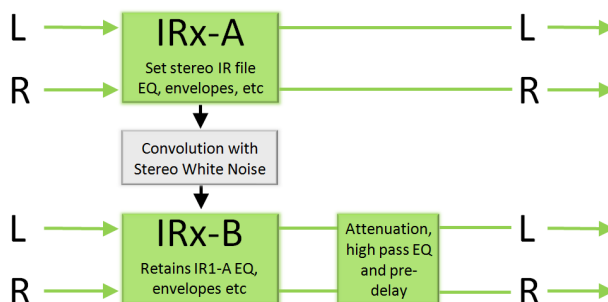 L
IRx-A
L
Set stereo IR file
EQ, envelopes, etc
R
R
Convolution with
Stereo White Noise
L
IRx-B
Attenuation,
high pass EQ
and pre-
delay
L
Retains IR1-A EQ,
envelopes etc
R
R